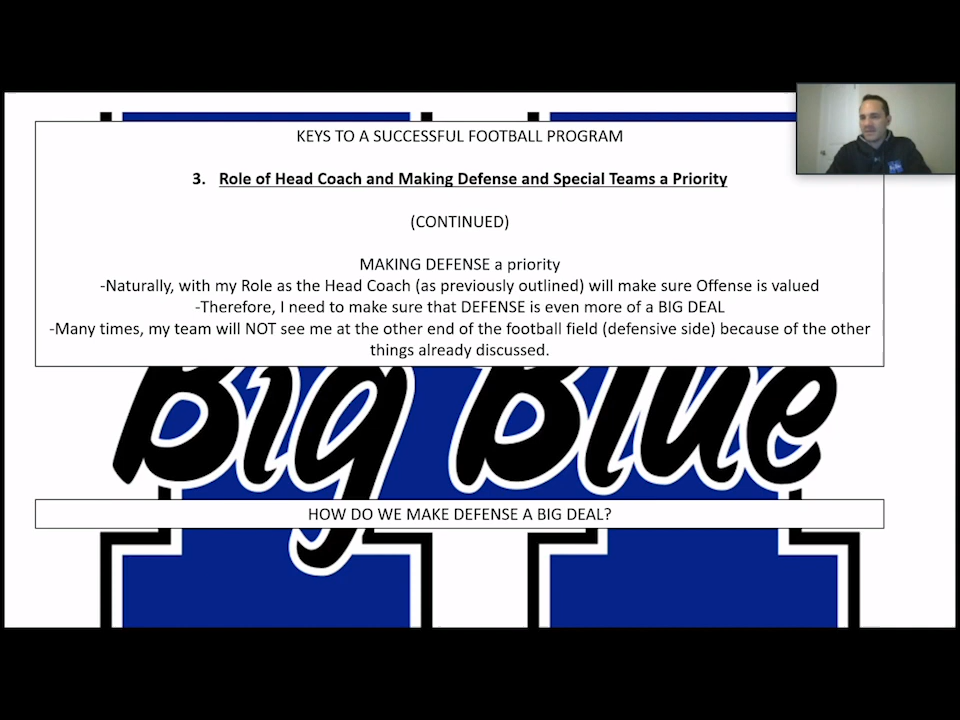 KEYS TO A SUCCESSFUL FOOTBALL PROGRAM
3. Role of Head Coach and Making Defense and Special Teams a Priority
(CONTINUED)
MAKING DEFENSE a priority
-Naturally, with my Role as the Head Coach (as previously outlined) will make sure Offense is valued
-Therefore, I need to make sure that DEFENSE is even more of a BIG DEAL
-Many times, my team will NOT see me at the other end of the football field (defensive side) because of the other
things already discussed.
Big Blue
HOW DO WE MAKE DEFENSE A BIG DEAL?